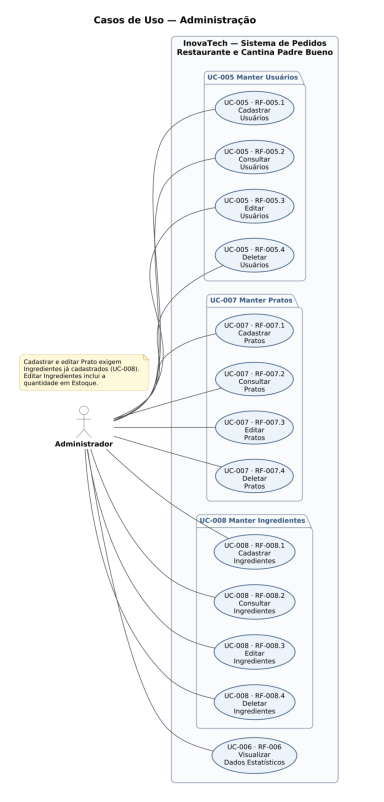 Casos de Uso — Administração
InovaTech — Sistema de Pedidos
Restaurante e Cantina Padre Bueno
UC-005 Manter Usuários
UC-005 · RF-005.1
Cadastrar
Usuários
UC-005 · RF-005.2
Consultar
Usuários
UC-005 · RF-005.3
Editar
Usuários
UC-005 · RF-005.4
Deletar
Usuários
UC-007 Manter Pratos
UC-007 · RF-007.1
Cadastrar
Pratos
UC-007 · RF-007.2
Consultar
Pratos
UC-007 · RF-007.3
Editar
Pratos
UC-007 · RF-007.4
Deletar
Pratos
Cadastrar e editar Prato exigem
Ingredientes já cadastrados (UC-008).
Editar Ingredientes inclui a
quantidade em Estoque.
Administrador
UC-008 Manter Ingredientes
UC-008 · RF-008.1
Cadastrar
Ingredientes
UC-008 · RF-008.2
Consultar
Ingredientes
UC-008 · RF-008.3
Editar
Ingredientes
UC-008 · RF-008.4
Deletar
Ingredientes
UC-006 · RF-006
Visualizar
Dados Estatísticos